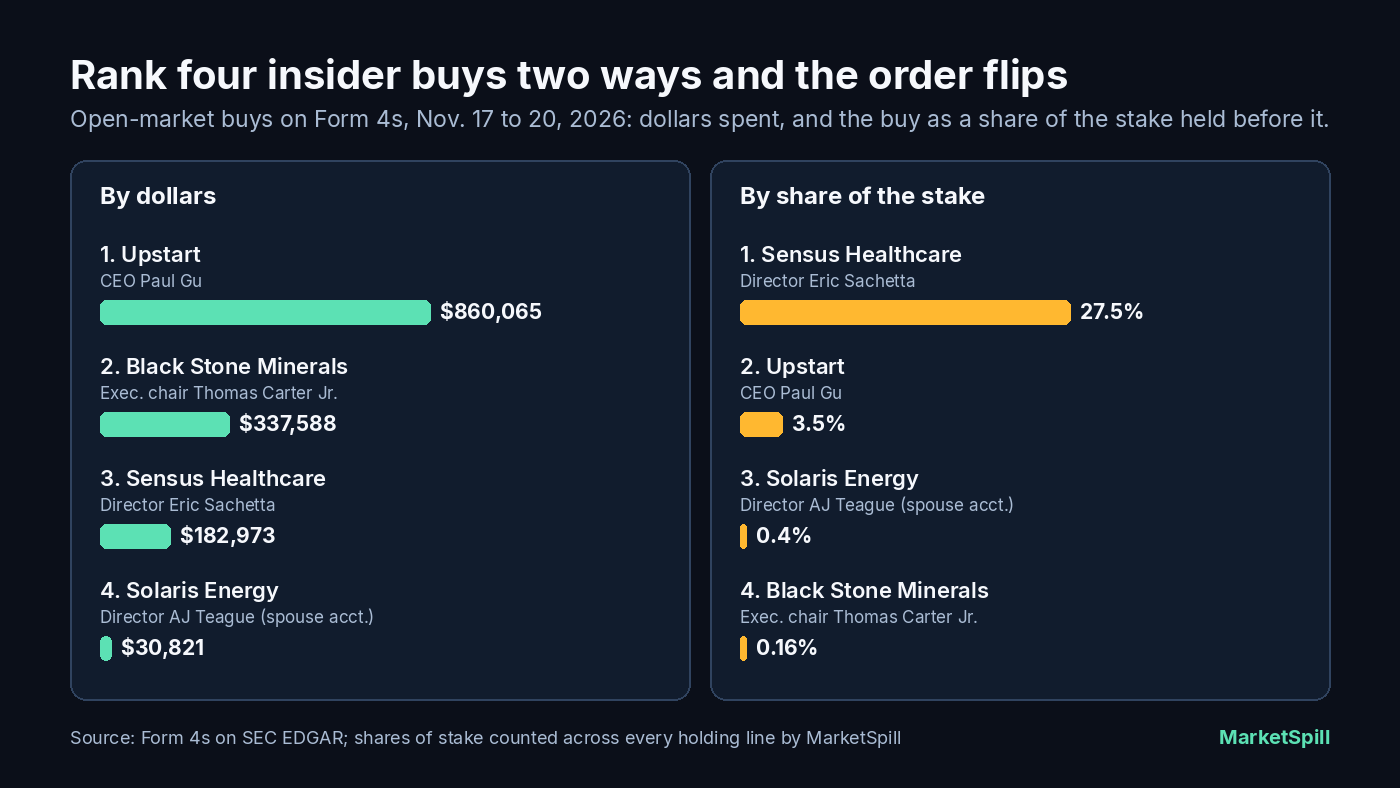 Rank four insider buys two ways and the order flips
Open-market buys on Form 4s, Nov. 17 to 20, 2026: dollars spent, and the buy as a share of the stake held before it.
By dollars
1. Upstart
CEO Paul Gu
$860,065
2. Black Stone Minerals
Exec. chair Thomas Carter Jr.
$337,588
3. Sensus Healthcare
Director Eric Sachetta
$182,973
4. Solaris Energy
Director AJ Teague (spouse acct.)
$30,821
By share of the stake
1. Sensus Healthcare
Director Eric Sachetta
27.5%
2. Upstart
CEO Paul Gu
3.5%
3. Solaris Energy
Director AJ Teague (spouse acct.)
0.4%
4. Black Stone Minerals
Exec. chair Thomas Carter Jr.
0.16%
Source: Form 4s on SEC EDGAR; shares of stake counted across every holding line by MarketSpill
MarketSpill